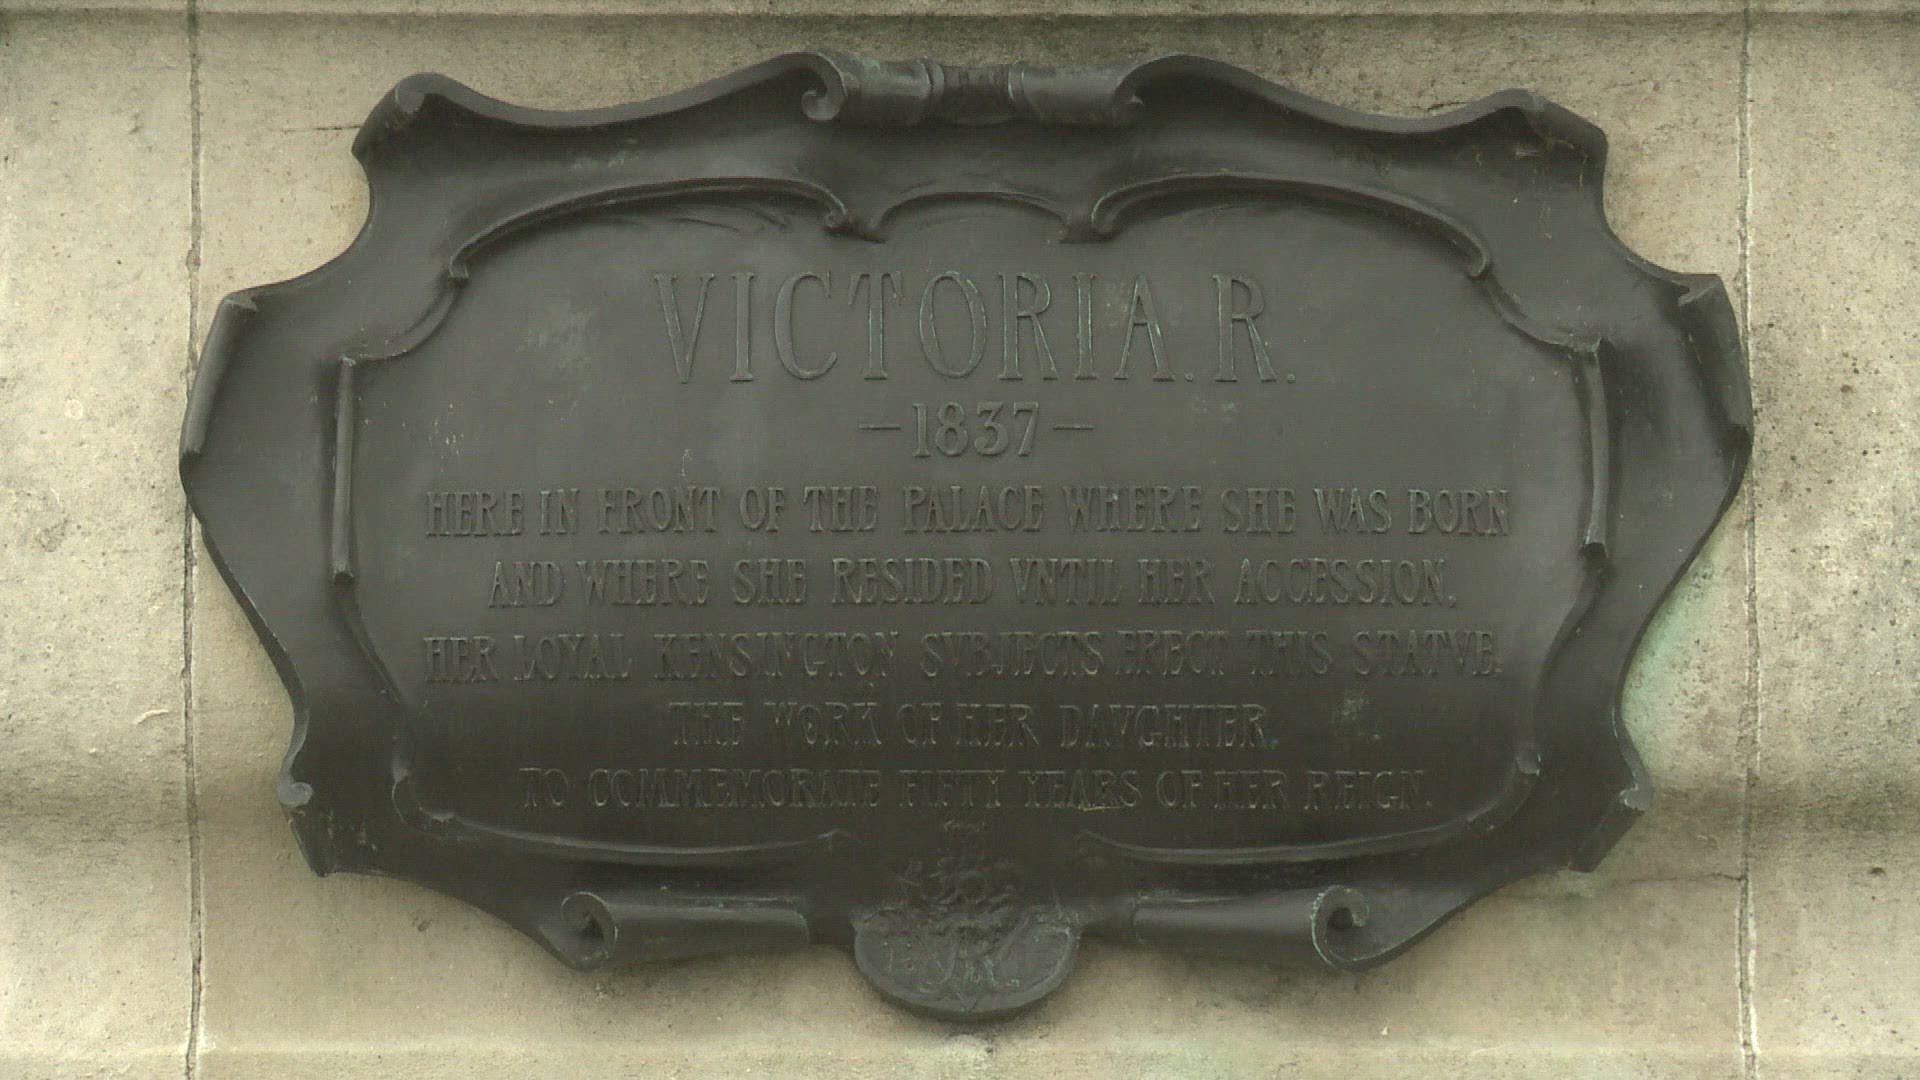 VICTORIA.R.
—1837—
HERE IN FRONT OF THE PALACE WHERE SHE WAS BORN
AND WHERE SHE RESIDED VNTIL HER ACCESSION.
HER LOYAL KENSINGTON SVBJECTS ERECT THIS STATVE.
THE WORK OF HER DAVGHTER.
TO COMMEMORATE FIFTY YEARS OF HER REIGN.